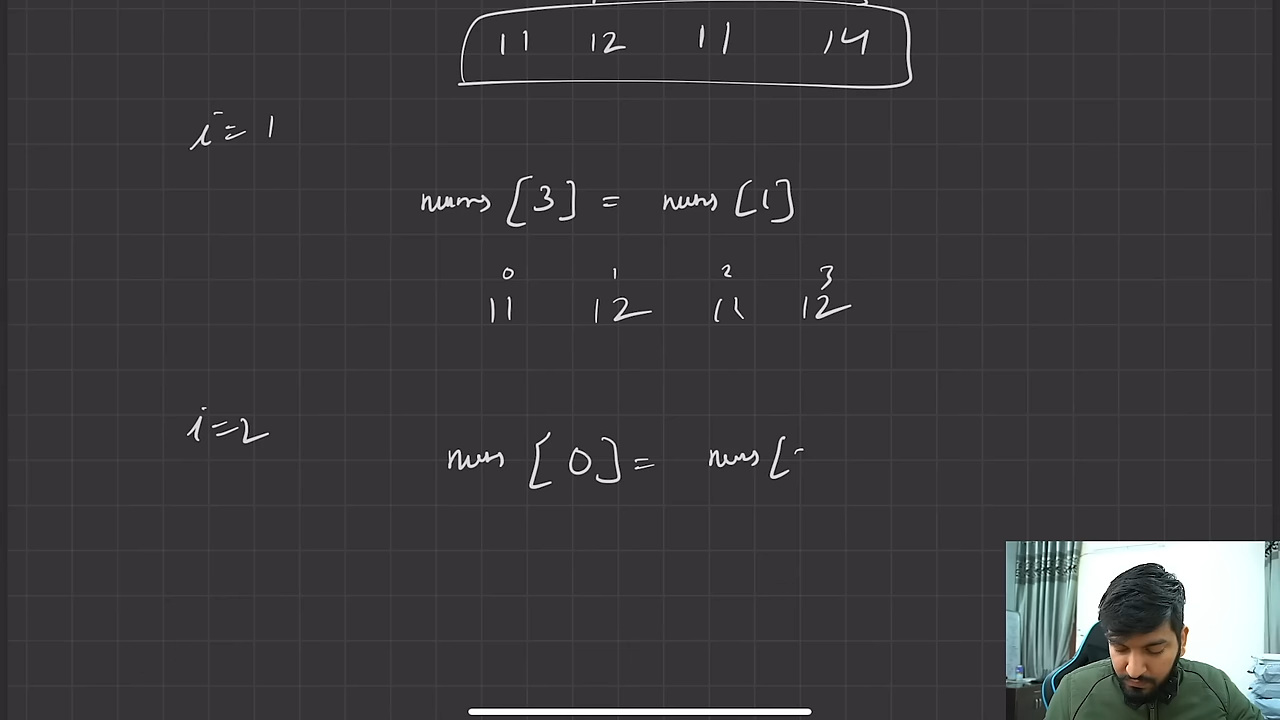 11 12 11 14
i = 1
nums [3] = nums [1]
0 1 2 3
11 12 11 12
i = 2
nums [0] = nums [